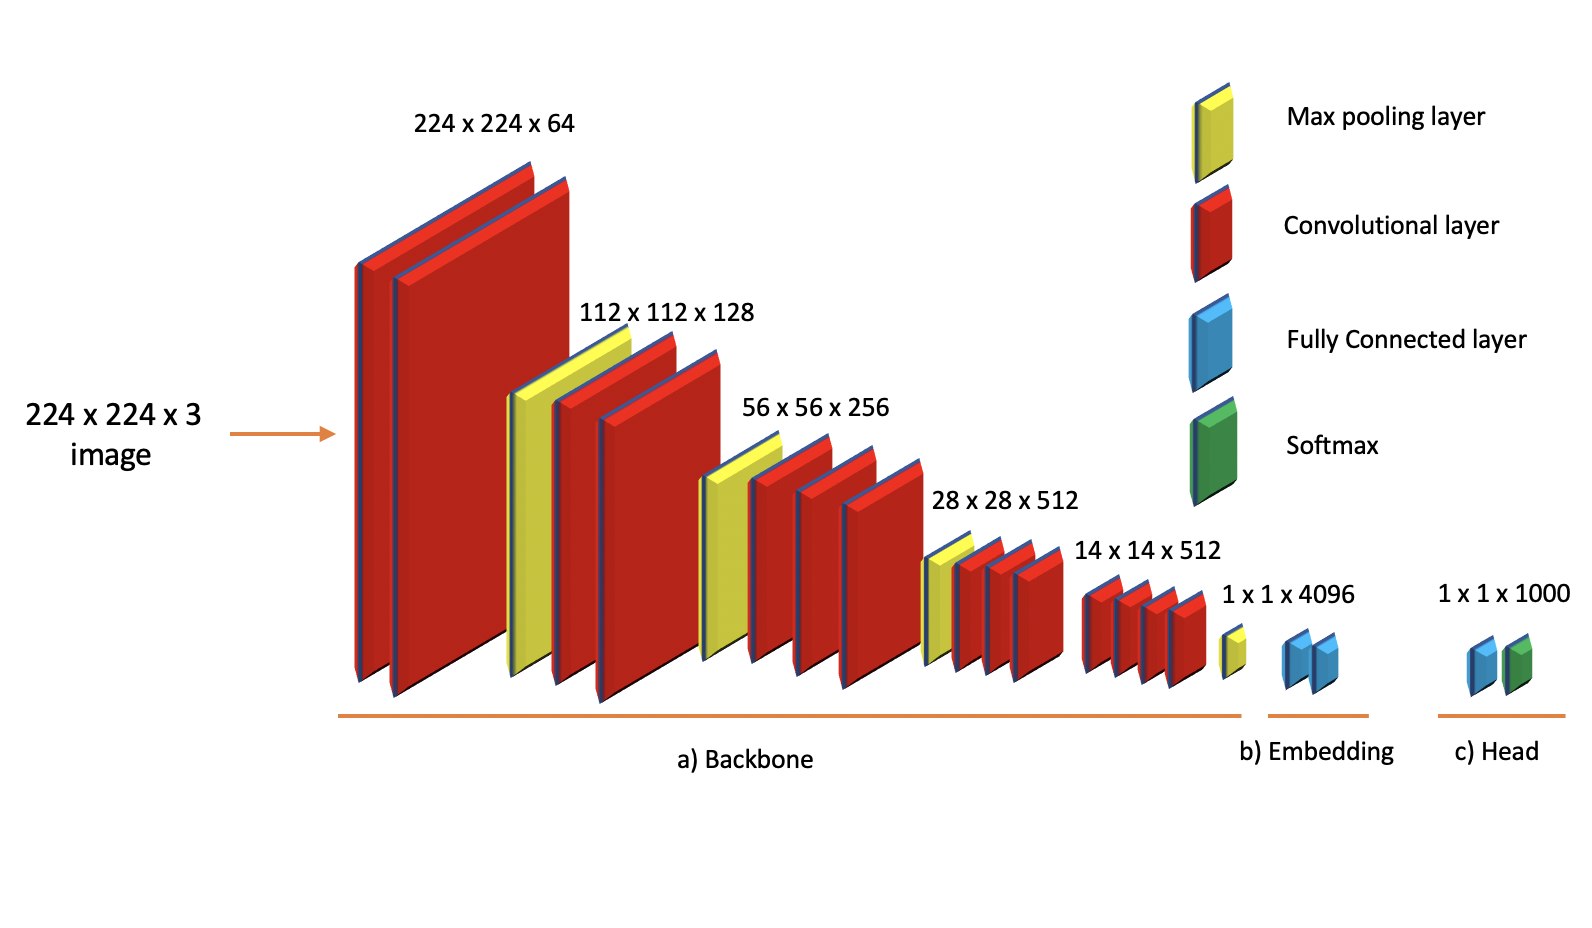 224 x 224 x 64
Max pooling layer
Convolutional layer
112 x 112 x 128
Fully Connected layer
56 x 56 x 256
224 x 224 x 3
image
Softmax
28 x 28 x 512
14 x 14 x 512
1 x 1 x 4096
1 x 1 x 1000
a) Backbone
b) Embedding
c) Head